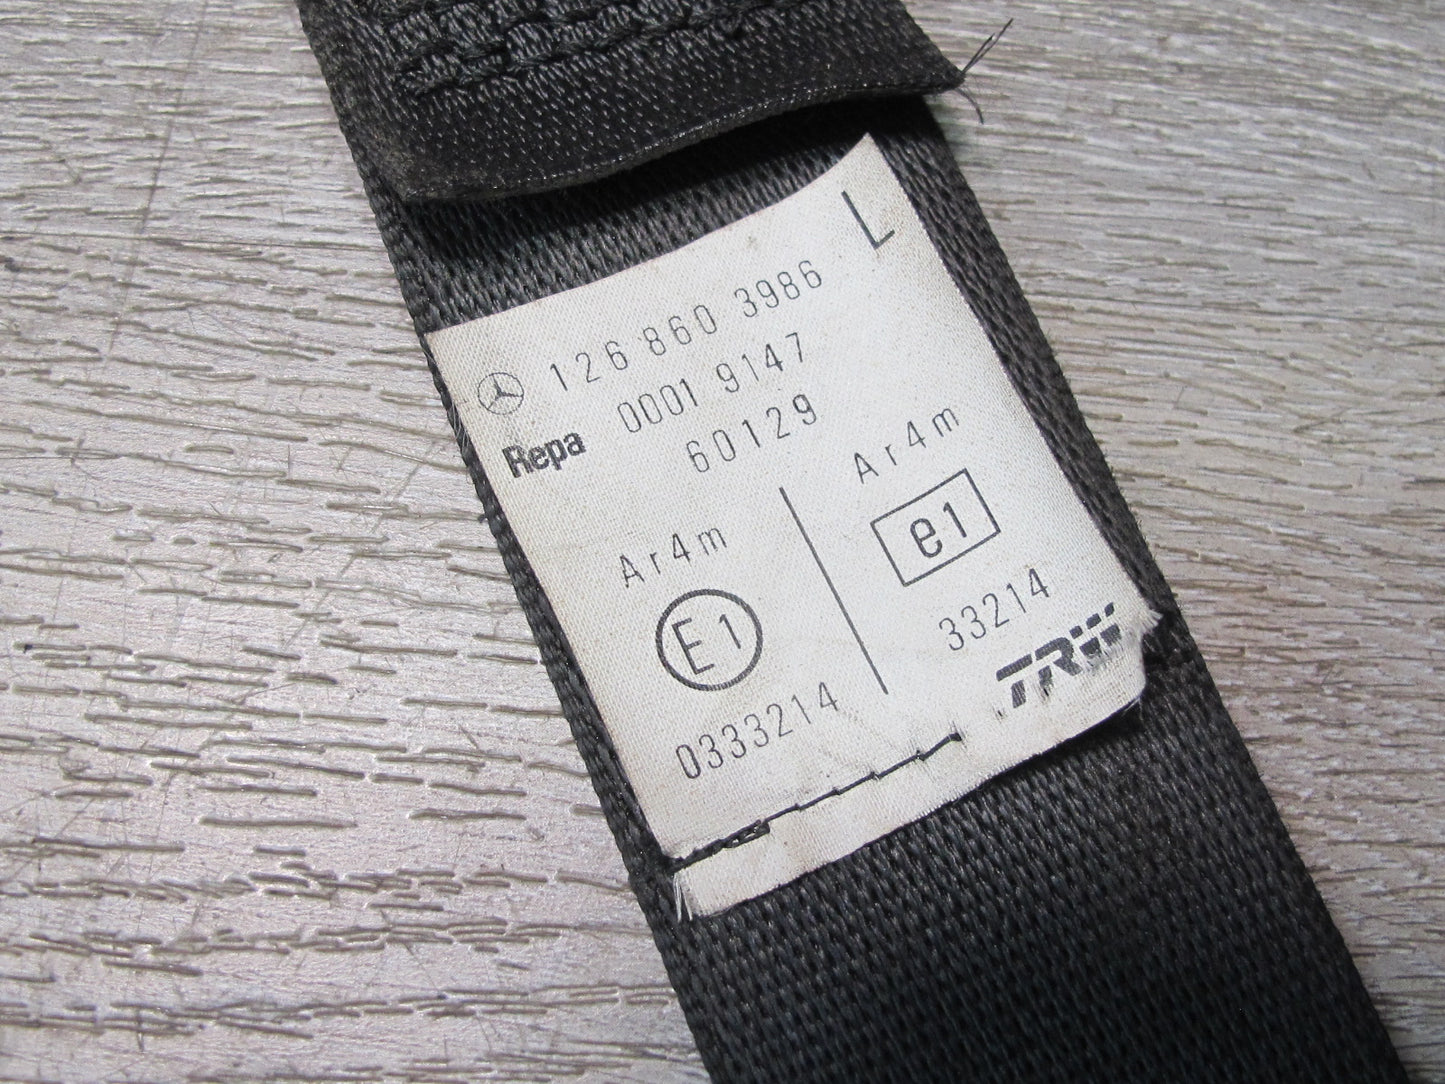 L
126 860 3986
Repa 0001 9147
60129
Ar4m
E1
0333214
Ar4m
e1
33214
TRW